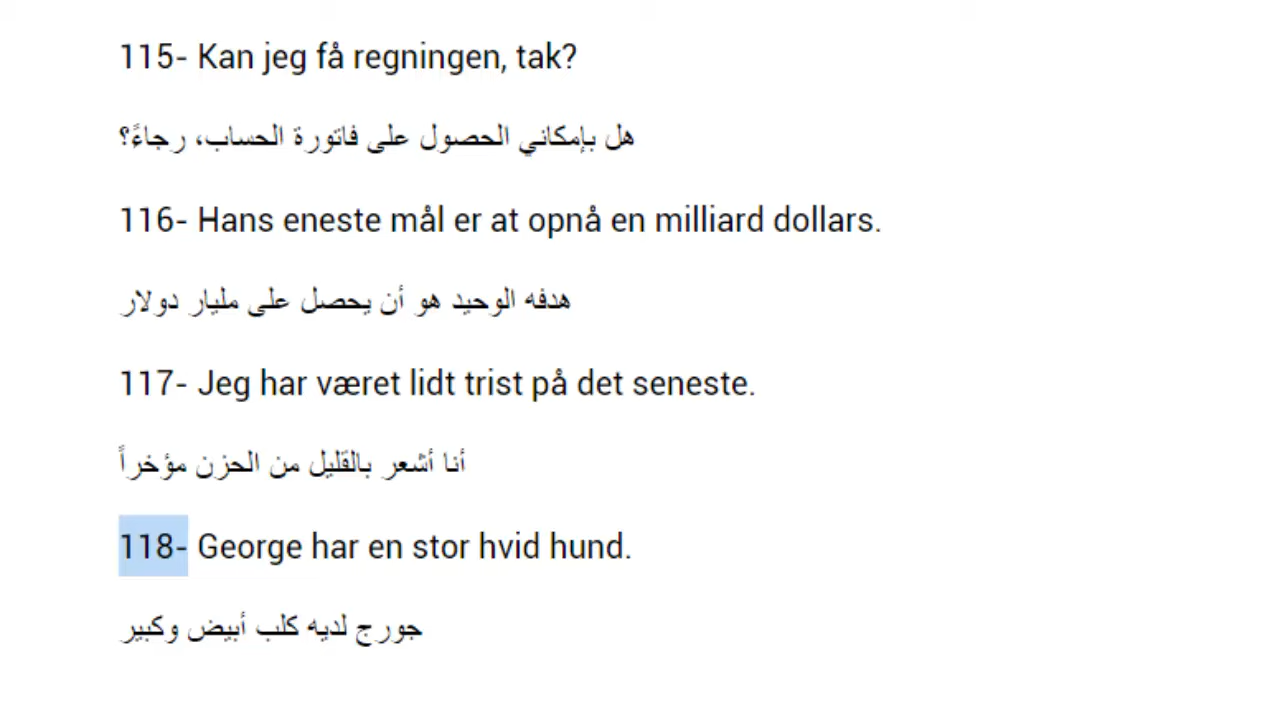 115- Kan jeg få regningen, tak?
هل بإمكاني الحصول على فاتورة الحساب، رجاءً؟
116- Hans eneste mål er at opnå en milliard dollars.
هدفه الوحيد هو أن يحصل على مليار دولار
117- Jeg har været lidt trist på det seneste.
أنا أشعر بالقليل من الحزن مؤخراً
118- George har en stor hvid hund.
جورج لديه كلب أبيض وكبير